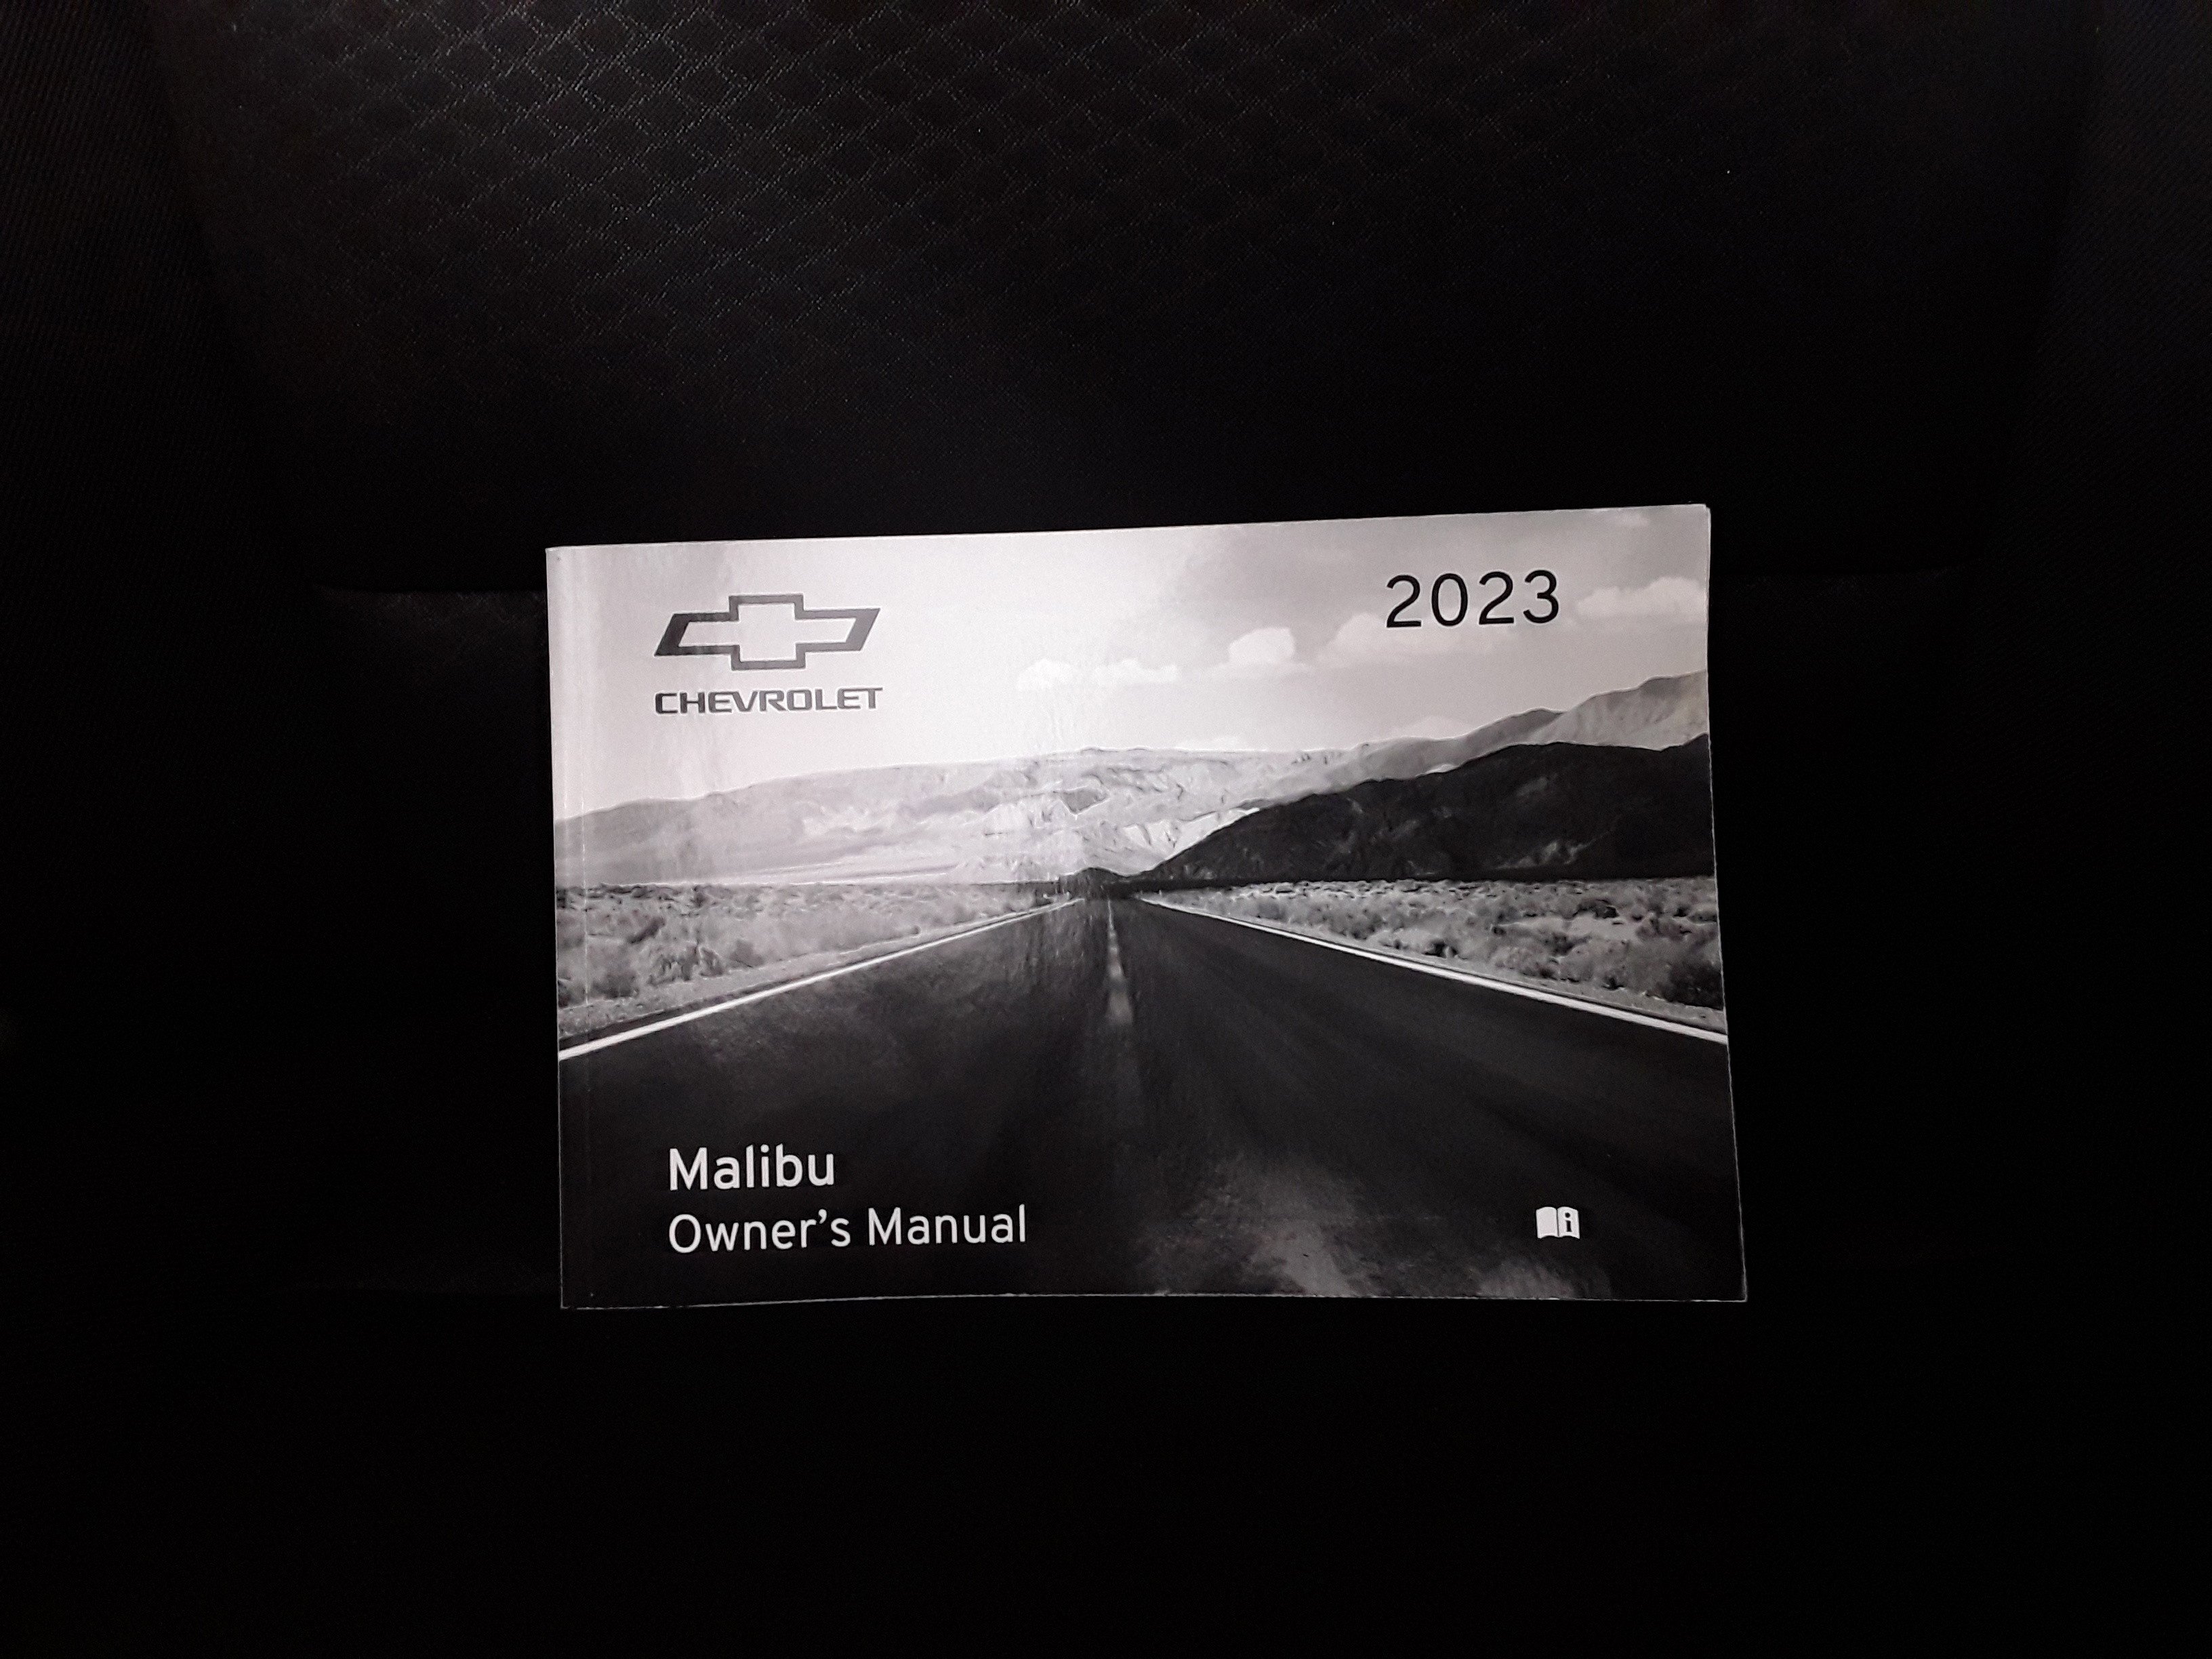 2023
CHEVROLET
Malibu
Owner's Manual
i